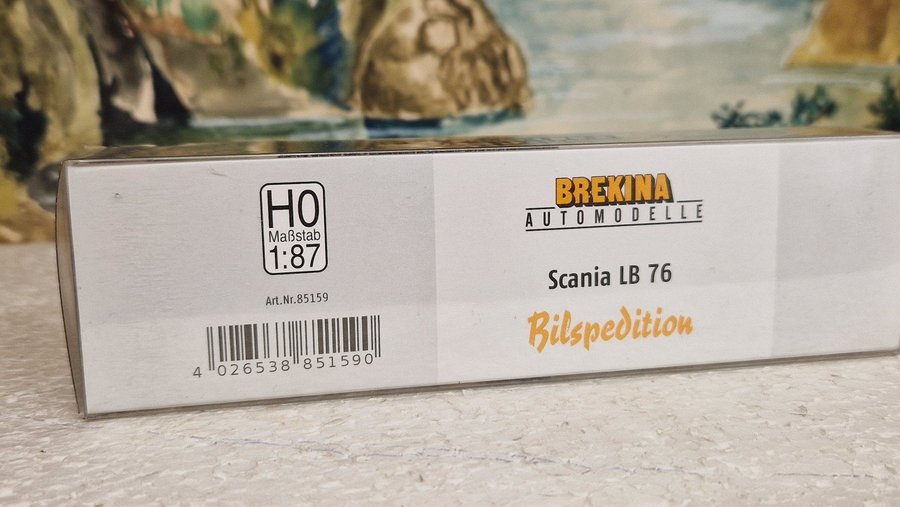 H0
Maßstab
1:87
Art.Nr.85159
4 026538 851590
BREKINA
AUTOMODELLE
Scania LB 76
Bilspedition